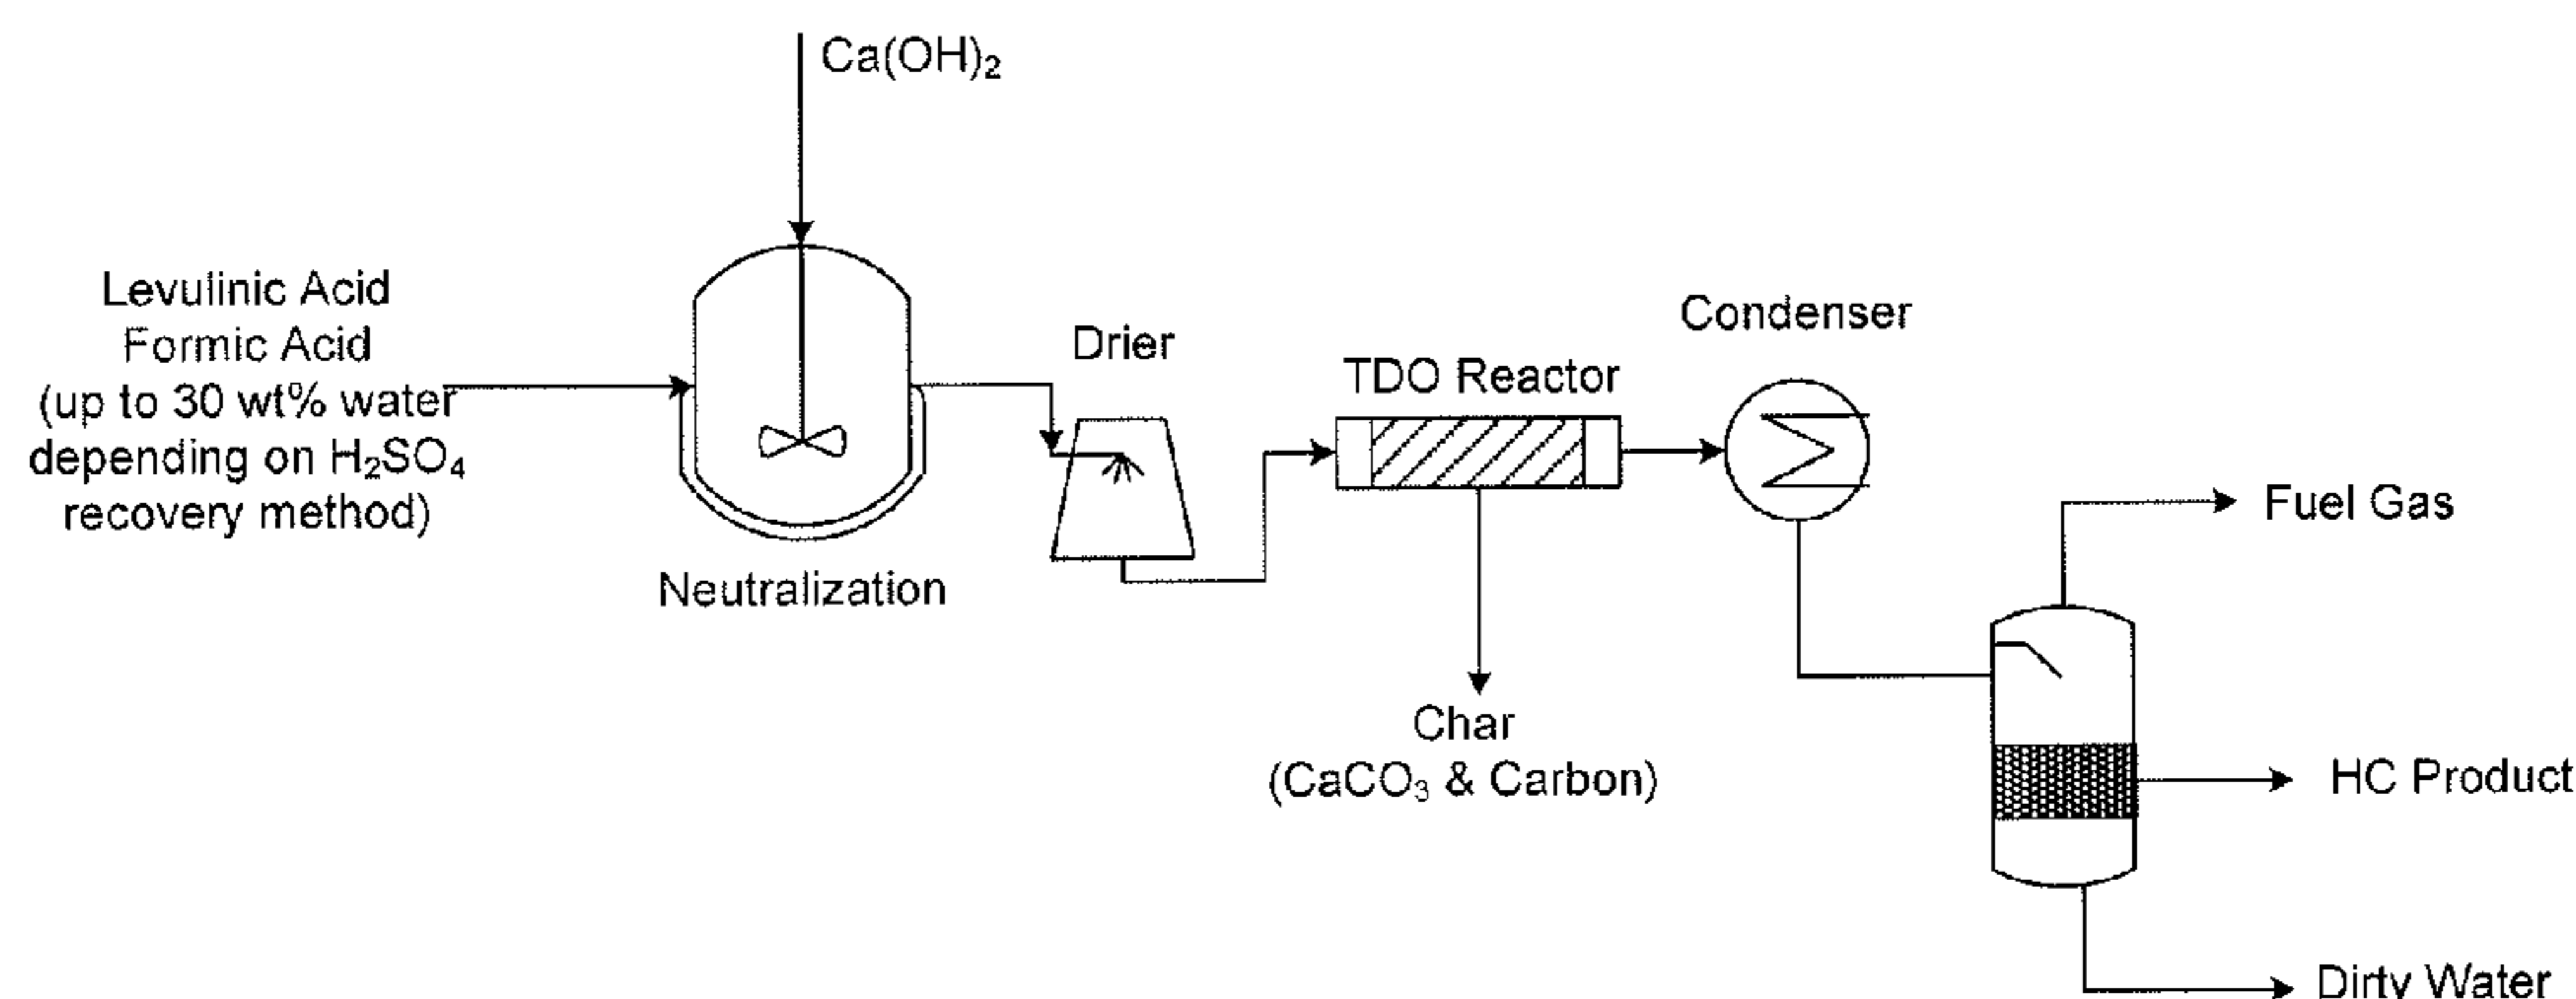 Ca(OH)₂
Levulinic Acid
Formic Acid
(up to 30 wt% water
depending on H₂SO₄
recovery method)
Neutralization
Drier
TDO Reactor
Condenser
Char
(CaCO₃ & Carbon)
Fuel Gas
HC Product
Dirty Water